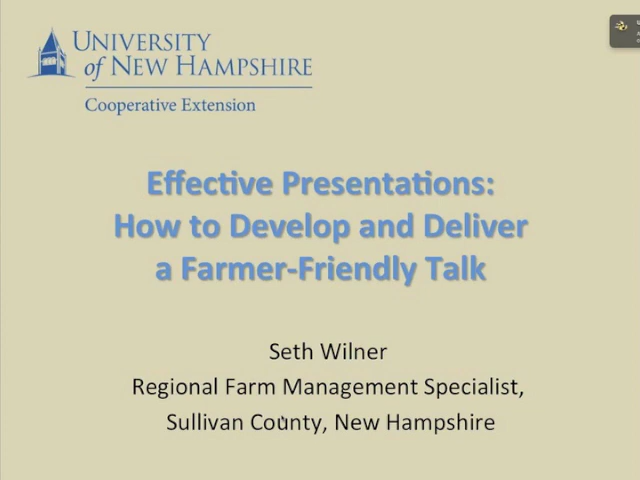 UNIVERSITY
of NEW HAMPSHIRE
Cooperative Extension
Effective Presentations:
How to Develop and Deliver
a Farmer-Friendly Talk
Seth Wilner
Regional Farm Management Specialist,
Sullivan County, New Hampshire